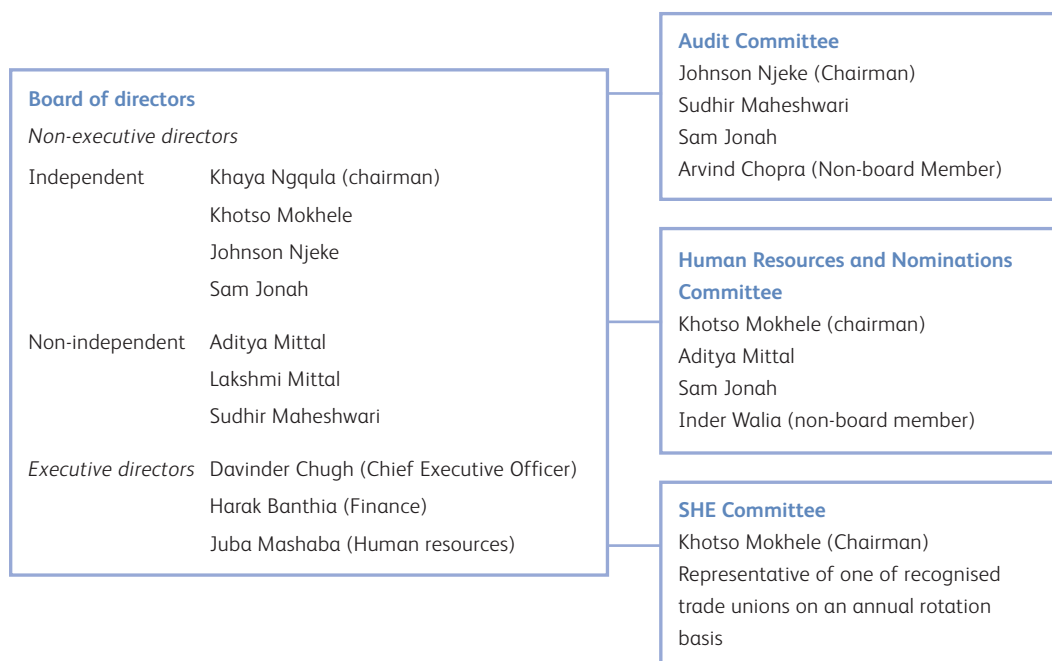 Board of directors
Non-executive directors
Independent Khaya Ngqula (chairman)
Khotso Mokhele
Johnson Njeke
Sam Jonah
Non-independent Aditya Mittal
Lakshmi Mittal
Sudhir Maheshwari
Executive directors Davinder Chugh (Chief Executive Officer)
Harak Banthia (Finance)
Juba Mashaba (Human resources)
Audit Committee
Johnson Njeke (Chairman)
Sudhir Maheshwari
Sam Jonah
Arvind Chopra (Non-board Member)
Human Resources and Nominations
Committee
Khotso Mokhele (chairman)
Aditya Mittal
Sam Jonah
Inder Walia (non-board member)
SHE Committee
Khotso Mokhele (Chairman)
Representative of one of recognised
trade unions on an annual rotation
basis